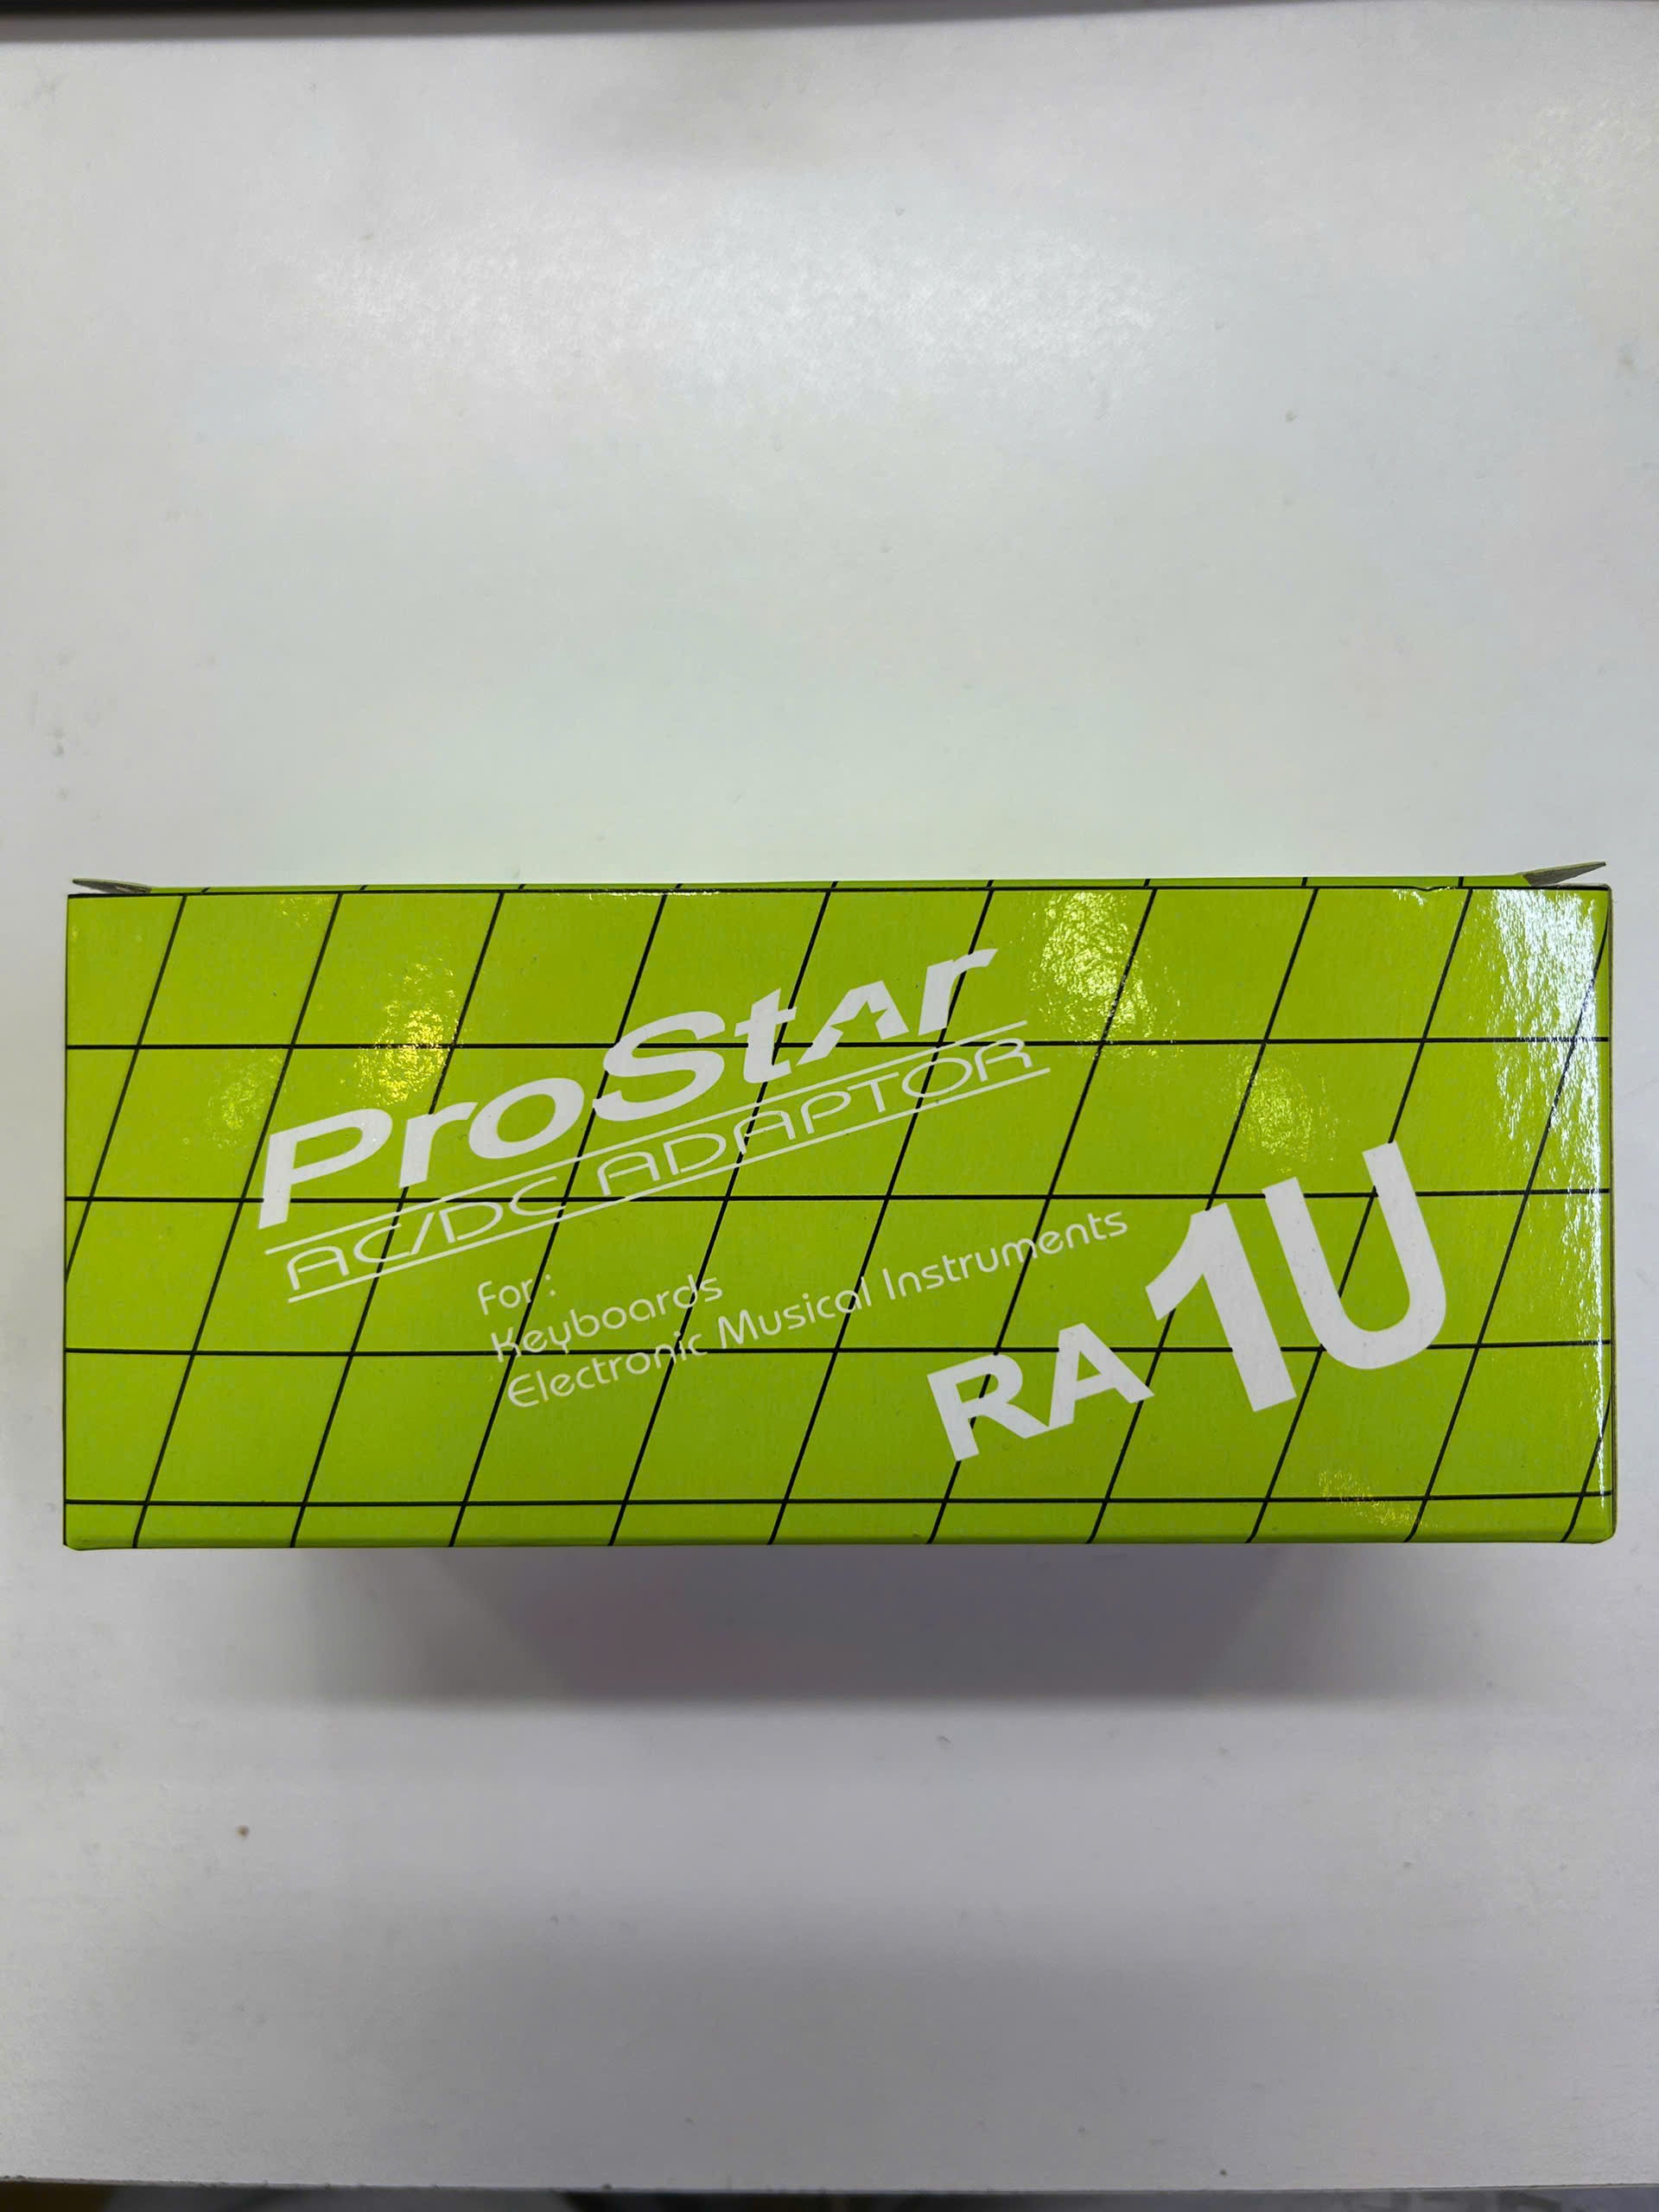 ProStar
AC/DC ADAPTOR
For:
Keyboards
Electronic Musical Instruments
RA 1U